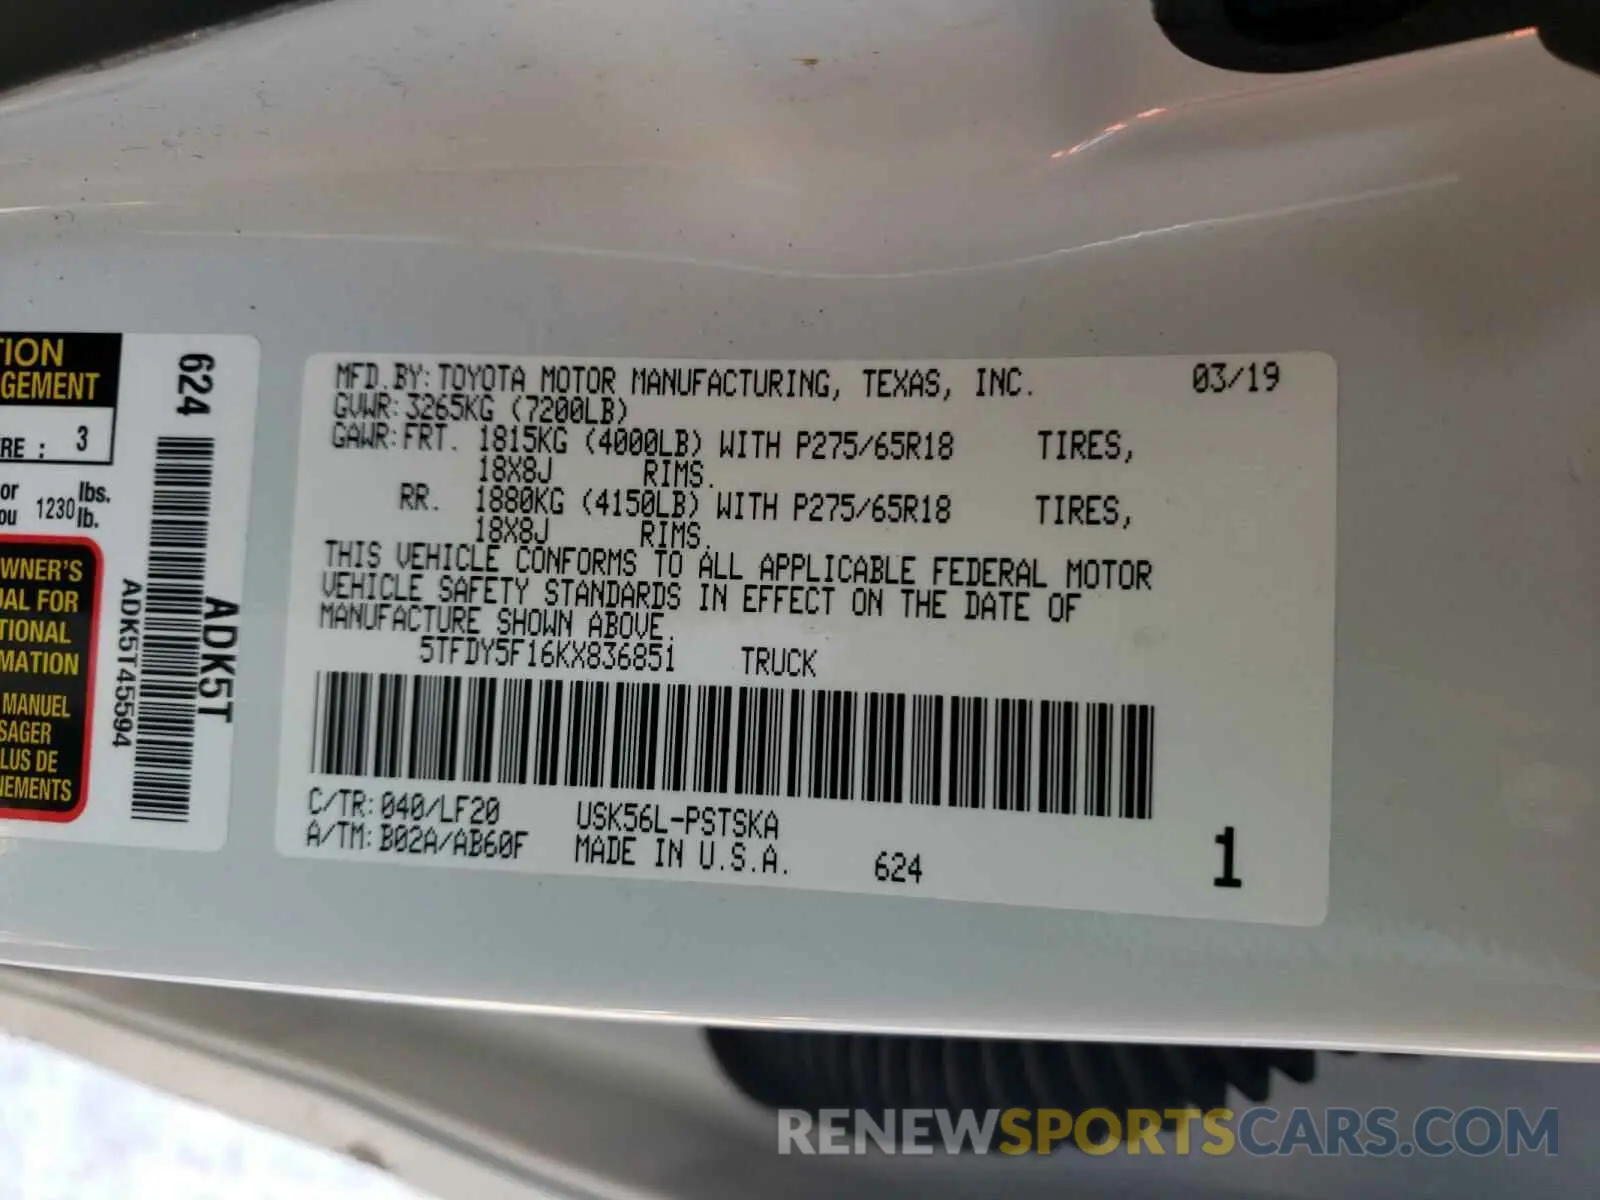 TION
GEMENT
RE : 3
or
ou 1230 lbs.
lb.
WNER'S
UAL FOR
TIONAL
MATION
MANUEL
SAGER
LUS DE
NEMENTS
624
ADK5T
ADK5T45594
MFD. BY: TOYOTA MOTOR MANUFACTURING, TEXAS, INC. 03/19
GVWR: 3265KG (7200LB)
GAWR: FRT. 1815KG (4000LB) WITH P275/65R18 TIRES,
18X8J RIMS.
RR. 1880KG (4150LB) WITH P275/65R18 TIRES,
18X8J RIMS.
THIS VEHICLE CONFORMS TO ALL APPLICABLE FEDERAL MOTOR
VEHICLE SAFETY STANDARDS IN EFFECT ON THE DATE OF
MANUFACTURE SHOWN ABOVE.
5TFDY5F16KX836851 TRUCK
C/TR: 040/LF20 USK56L-PSTSKA
A/TM: B02A/AB60F MADE IN U.S.A. 624 1
RENEWSPORTSCARS.COM